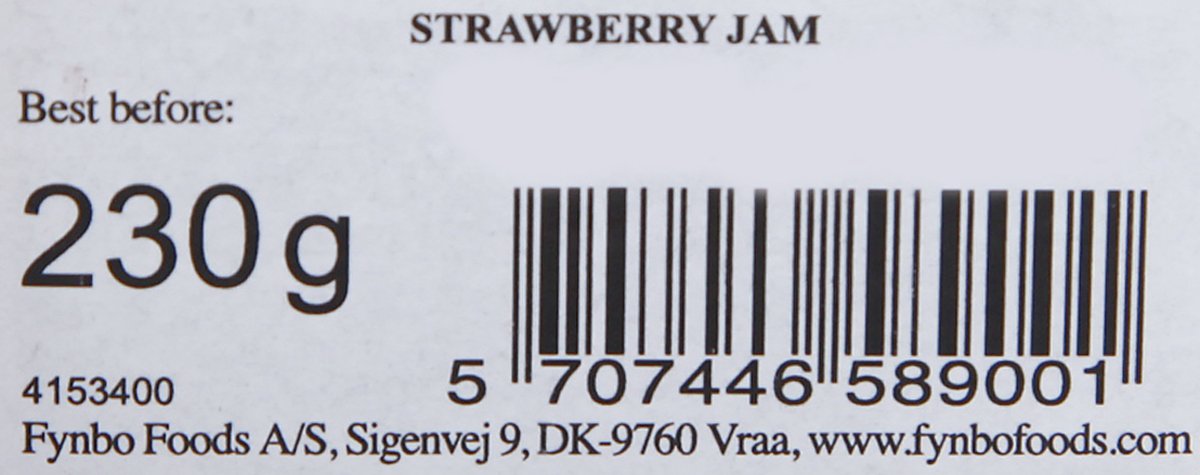 STRAWBERRY JAM
Best before:
230 g
4153400
5 707446 589001
Fynbo Foods A/S, Sigenvej 9, DK-9760 Vraa, www.fynbofoods.com